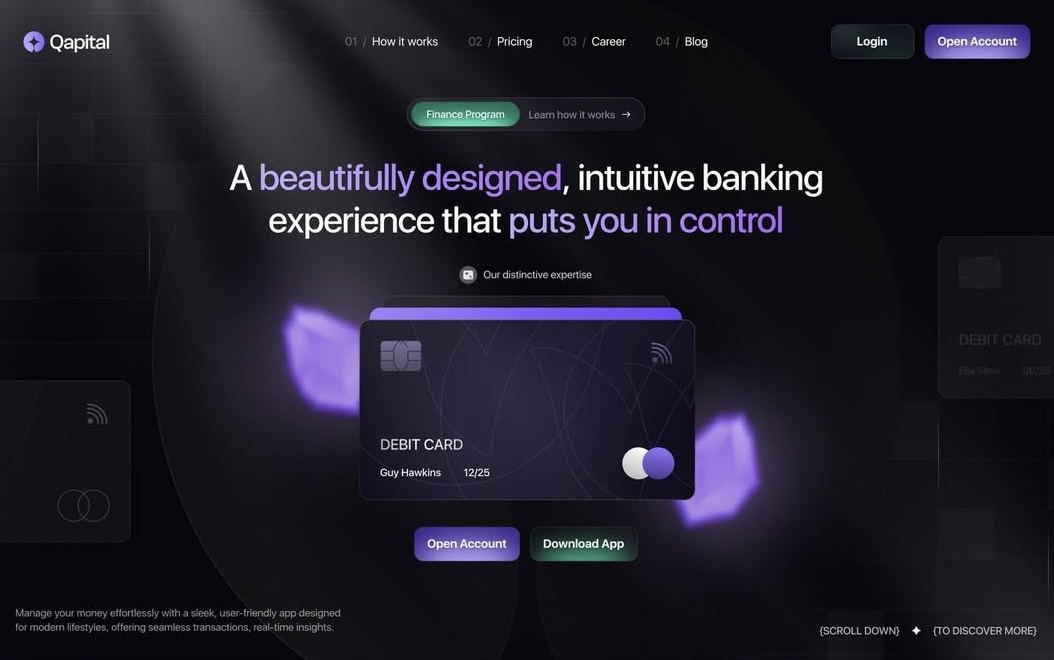 Qapital
01 / How it works
02 / Pricing
03 / Career
04 / Blog
Login
Open Account
Finance Program
Learn how it works →
A beautifully designed, intuitive banking
experience that puts you in control
Our distinctive expertise
DEBIT CARD
Guy Hawkins 12/25
DEBIT CARD
Ella Sims 06/25
Open Account
Download App
Manage your money effortlessly with a sleek, user-friendly app designed
for modern lifestyles, offering seamless transactions, real-time insights.
{SCROLL DOWN} ✦ {TO DISCOVER MORE}